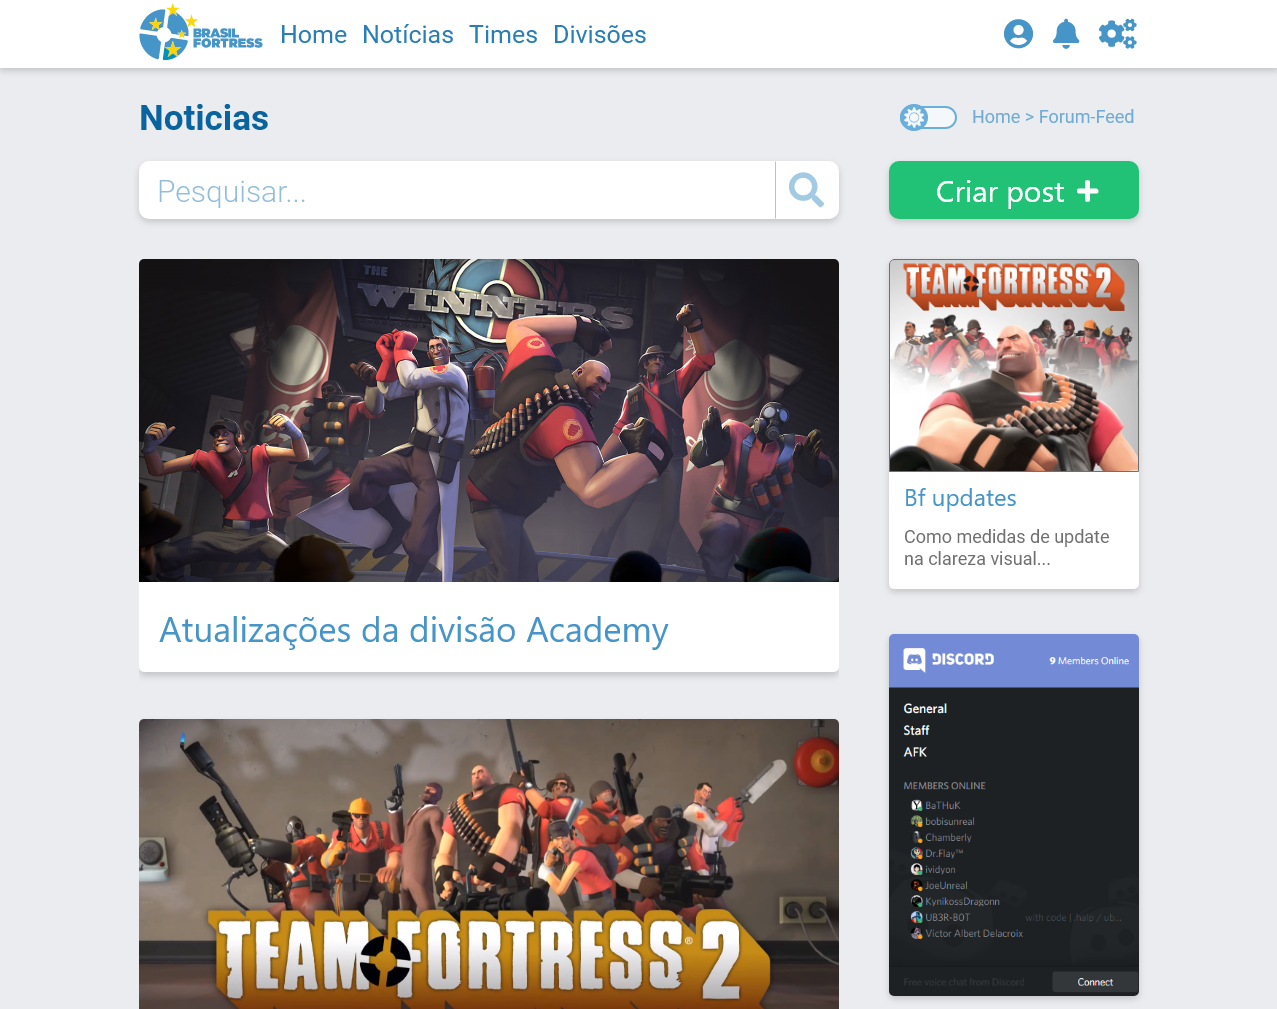 BRASIL
FORTRESS
Home Notícias Times Divisões
Noticias
Home > Forum-Feed
Pesquisar...
Criar post
THE
WINNERS
Atualizações da divisão Academy
TEAM FORTRESS 2
Bf updates
Como medidas de update
na clareza visual...
DISCORD
9 Members Online
General
Staff
AFK
MEMBERS ONLINE
BaTHuK
bobisunreal
Chamberly
Dr.Flay™
ividyon
JoeUnreal
KynikossDragonn
UB3R-B0T with code | .halo / ub...
Victor Albert Delacroix
Free voice chat from Discord
Connect
TEAM FORTRESS 2